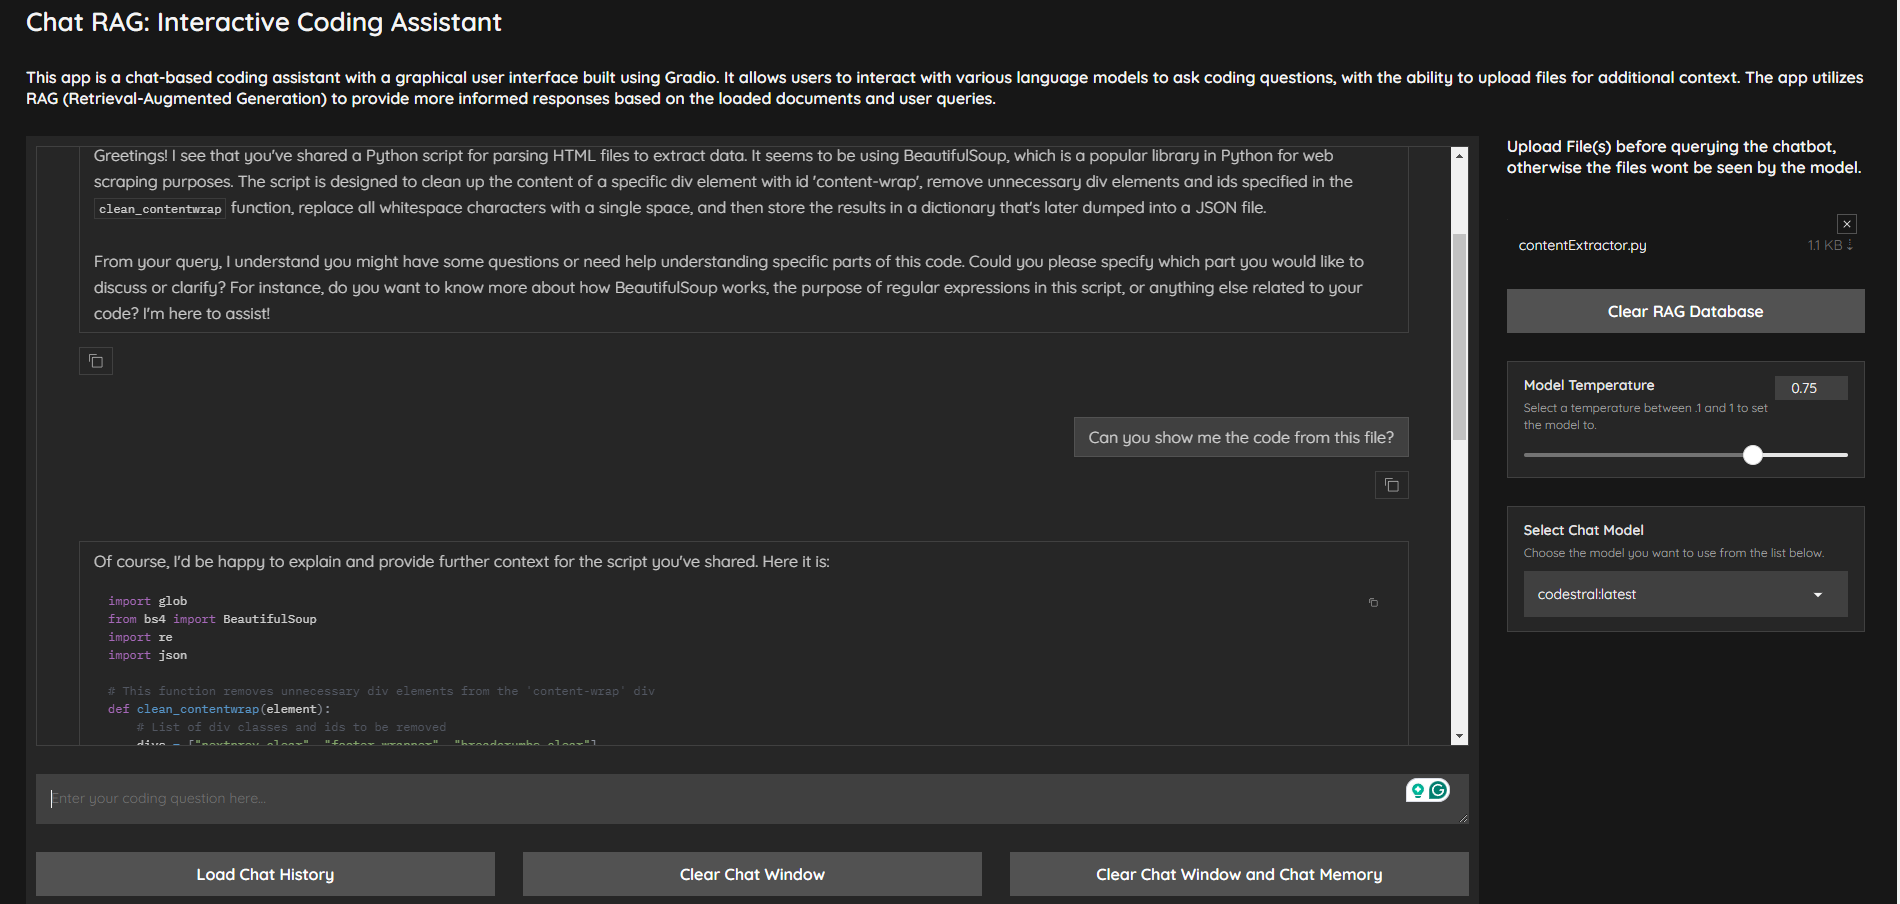 Chat RAG: Interactive Coding Assistant
This app is a chat-based coding assistant with a graphical user interface built using Gradio. It allows users to interact with various language models to ask coding questions, with the ability to upload files for additional context. The app utilizes
RAG (Retrieval-Augmented Generation) to provide more informed responses based on the loaded documents and user queries.
Greetings! I see that you've shared a Python script for parsing HTML files to extract data. It seems to be using BeautifulSoup, which is a popular library in Python for web
scraping purposes. The script is designed to clean up the content of a specific div element with id 'content-wrap', remove unnecessary div elements and ids specified in the
clean_contentwrap function, replace all whitespace characters with a single space, and then store the results in a dictionary that's later dumped into a JSON file.
From your query, I understand you might have some questions or need help understanding specific parts of this code. Could you please specify which part you would like to
discuss or clarify? For instance, do you want to know more about how BeautifulSoup works, the purpose of regular expressions in this script, or anything else related to your
code? I'm here to assist!
Can you show me the code from this file?
Of course, I'd be happy to explain and provide further context for the script you've shared. Here it is:
import glob
from bs4 import BeautifulSoup
import re
import json
# This function removes unnecessary div elements from the 'content-wrap' div
def clean_contentwrap(element):
# List of div classes and ids to be removed
divs = ["nextprev clear", "footer-wrapper", "breadcrumbs clear"]
Enter your coding question here...
Load Chat History
Clear Chat Window
Clear Chat Window and Chat Memory
Upload File(s) before querying the chatbot,
otherwise the files wont be seen by the model.
contentExtractor.py
1.1 KB ⇣
Clear RAG Database
Model Temperature
0.75
Select a temperature between .1 and 1 to set
the model to.
Select Chat Model
Choose the model you want to use from the list below.
codestral:latest